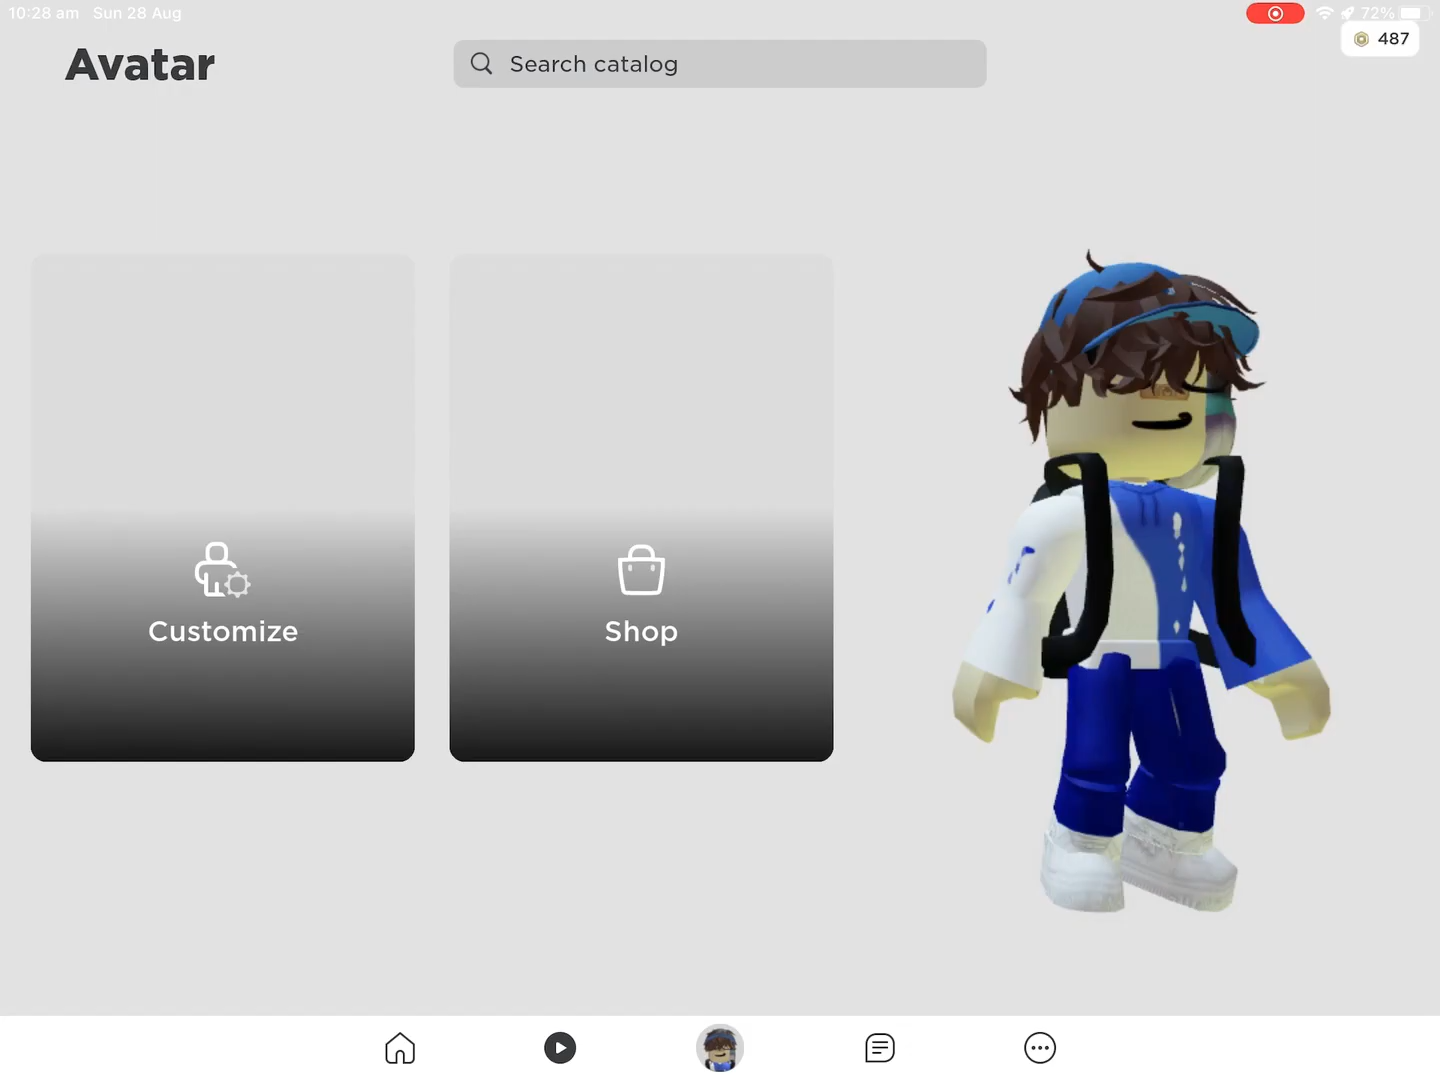 10:28 am Sun 28 Aug
72%
487
Avatar
Search catalog
Customize
Shop